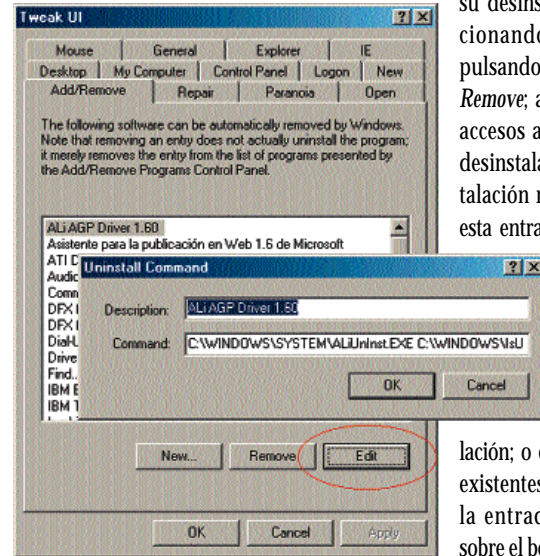 Tweak UI
Mouse General Explorer IE
Desktop My Computer Control Panel Logon New
Add/Remove Repair Paranoia Open
The following software can be automatically removed by Windows.
Note that removing an entry does not actually uninstall the program;
it merely removes the entry from the list of programs presented by
the Add/Remove Programs Control Panel.
ALi AGP Driver 1.60
Asistente para la publicación en Web 1.6 de Microsoft
ATI
Audio
Comm
DFX
DFX
Dial-U
Drive
Find..
IBM
IBM
Uninstall Command
Description: ALi AGP Driver 1.60
Command: C:\WINDOWS\SYSTEM\ALiUnInst.EXE C:\WINDOWS\IsU
OK Cancel
New... Remove Edit
OK Cancel Apply
su desins
cionando
pulsando
Remove; a
accesos a
desinstala
talación
esta entra
lación; o
existentes
la entrad
sobre el